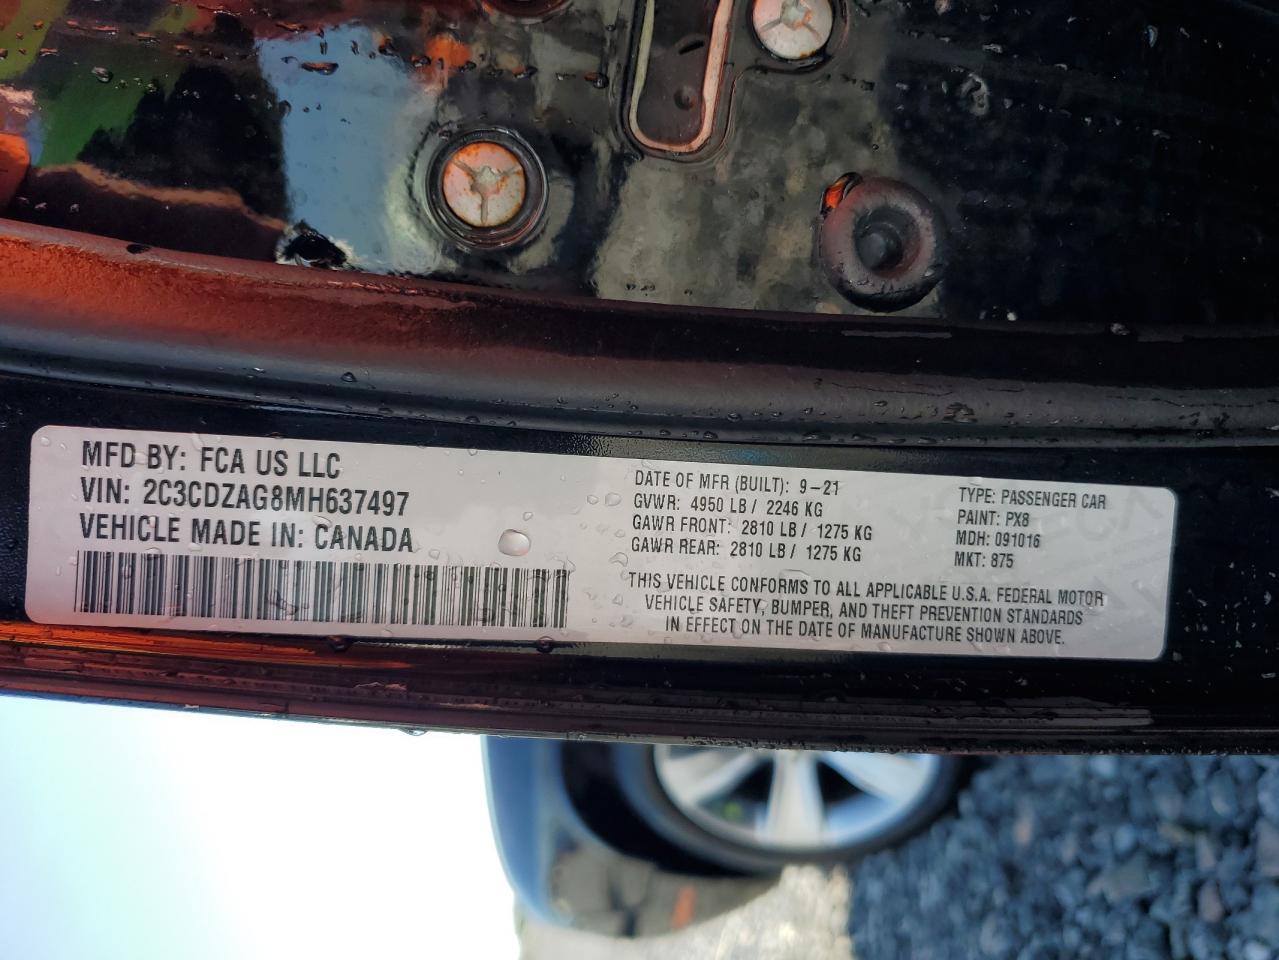 MFD BY: FCA US LLC
VIN: 2C3CDZAG8MH637497
VEHICLE MADE IN: CANADA
DATE OF MFR (BUILT): 9-21
GVWR: 4950 LB / 2246 KG
GAWR FRONT: 2810 LB / 1275 KG
GAWR REAR: 2810 LB / 1275 KG
TYPE: PASSENGER CAR
PAINT: PX8
MDH: 091016
MKT: 875
THIS VEHICLE CONFORMS TO ALL APPLICABLE U.S.A. FEDERAL MOTOR
VEHICLE SAFETY, BUMPER, AND THEFT PREVENTION STANDARDS
IN EFFECT ON THE DATE OF MANUFACTURE SHOWN ABOVE.